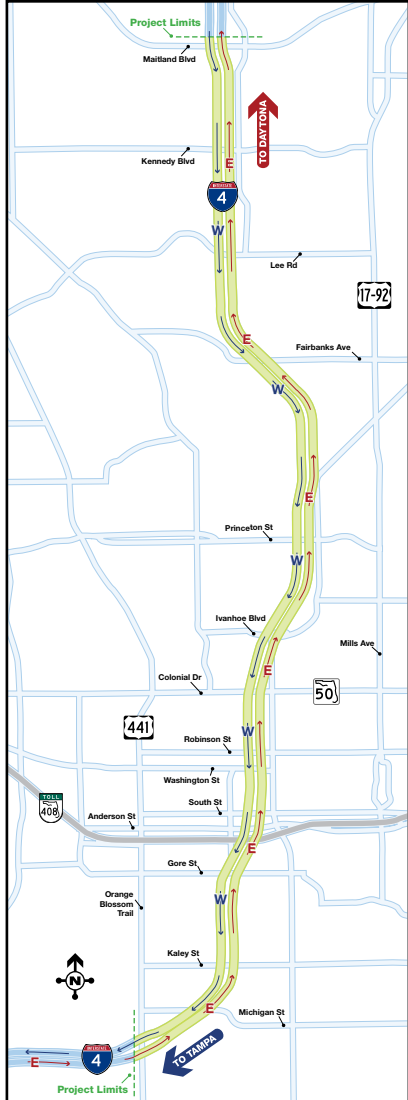 Project Limits
Maitland Blvd
TO DAYTONA
Kennedy Blvd
E
INTERSTATE
4
W
Lee Rd
17-92
E
Fairbanks Ave
W
E
Princeton St
W
Ivanhoe Blvd
Mills Ave
E
Colonial Dr
50
441
W
Robinson St
Washington St
TOLL
408
South St
Anderson St
E
Gore St
Orange
Blossom
Trail
W
Kaley St
N
E
Michigan St
TO TAMPA
INTERSTATE
4
E
Project Limits